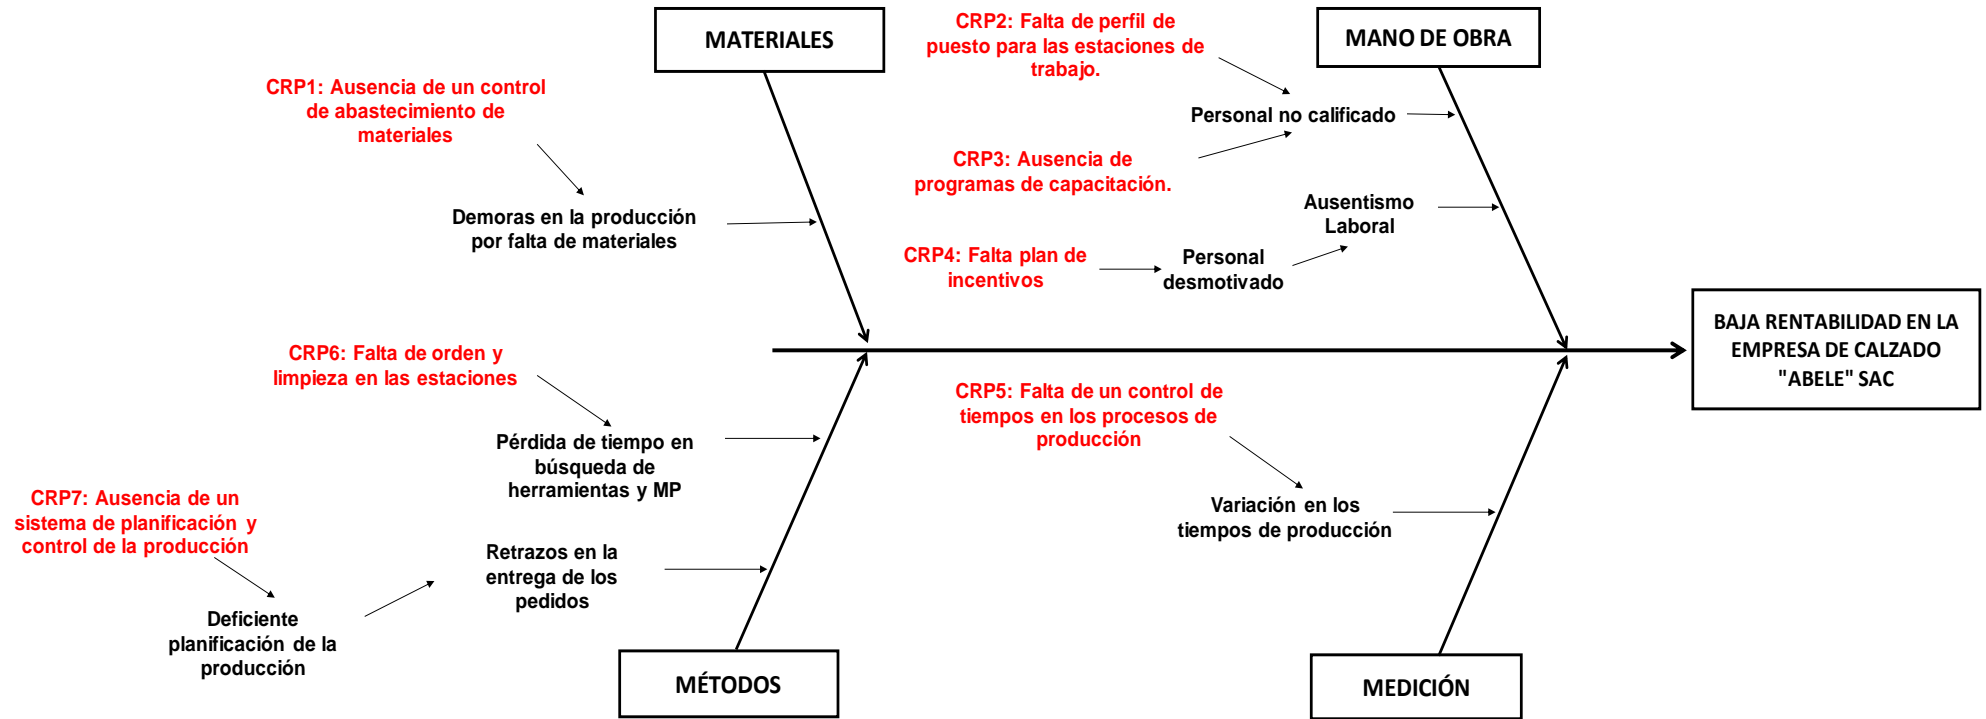 MATERIALES
CRP1: Ausencia de un control
de abastecimiento de
materiales
Demoras en la producción
por falta de materiales
MANO DE OBRA
CRP2: Falta de perfil de
puesto para las estaciones de
trabajo.
Personal no calificado
CRP3: Ausencia de
programas de capacitación.
Ausentismo
Laboral
CRP4: Falta plan de
incentivos
Personal
desmotivado
BAJA RENTABILIDAD EN LA
EMPRESA DE CALZADO
"ABELE" SAC
CRP6: Falta de orden y
limpieza en las estaciones
Pérdida de tiempo en
búsqueda de
herramientas y MP
CRP7: Ausencia de un
sistema de planificación y
control de la producción
Retrazos en la
entrega de los
pedidos
Deficiente
planificación de la
producción
MÉTODOS
CRP5: Falta de un control de
tiempos en los procesos de
producción
Variación en los
tiempos de producción
MEDICIÓN